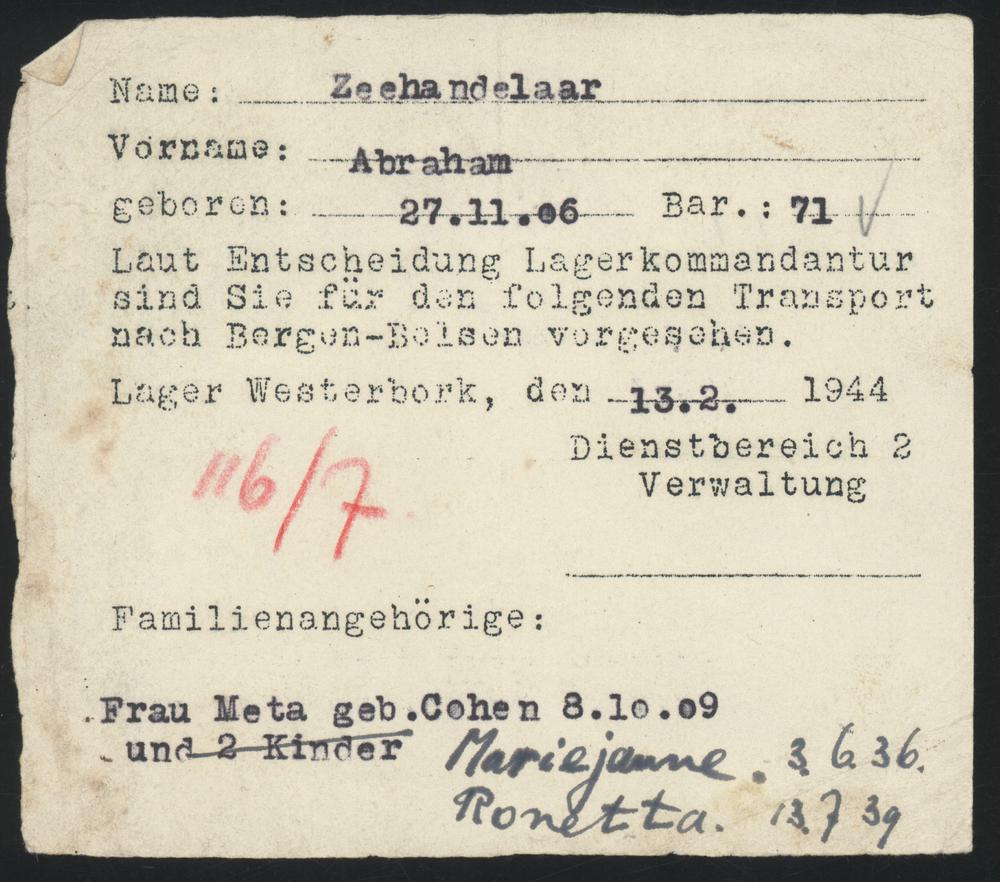 Name: Zeehandelaar
Vorname: Abraham
geboren: 27.11.06 Bar.: 71
Laut Entscheidung Lagerkommandantur
sind Sie für den folgenden Transport
nach Bergen-Belsen vorgesehen.
Lager Westerbork, den 13.2. 1944
Dienstbereich 2
Verwaltung
116/7
Familienangehörige:
Frau Meta geb.Cohen 8.10.09
und 2 Kinder Mariejanne. 3.6.36.
Ronetta. 13.7 39